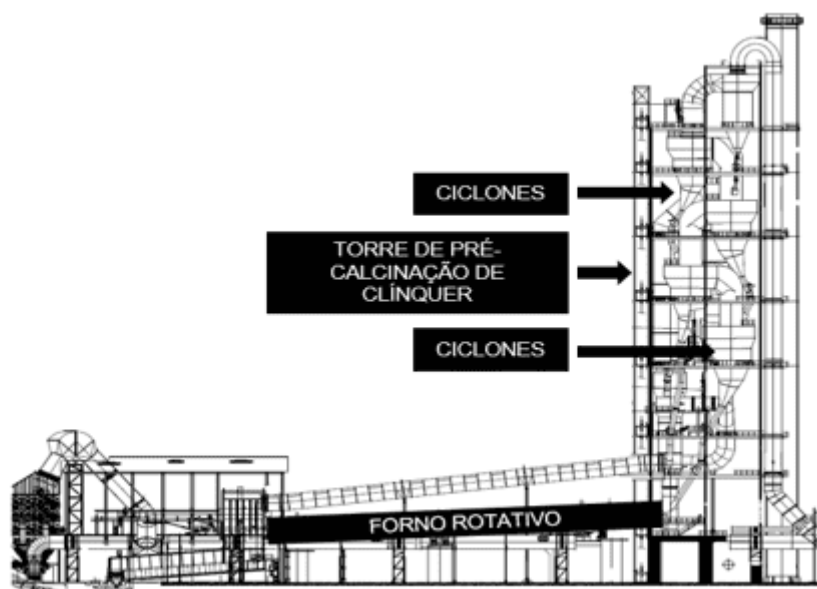 CICLONES
TORRE DE PRÉ-
CALCINAÇÃO DE
CLÍNQUER
CICLONES
FORNO ROTATIVO